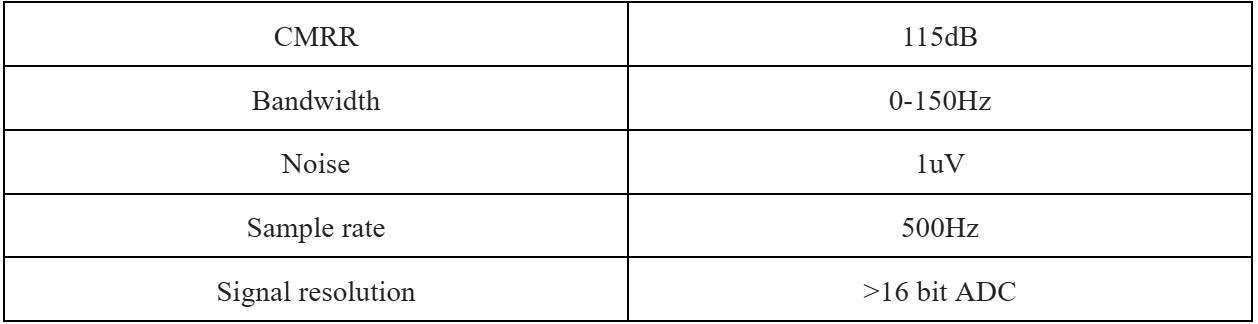 CMRR 115dB
Bandwidth 0-150Hz
Noise 1uV
Sample rate 500Hz
Signal resolution >16 bit ADC